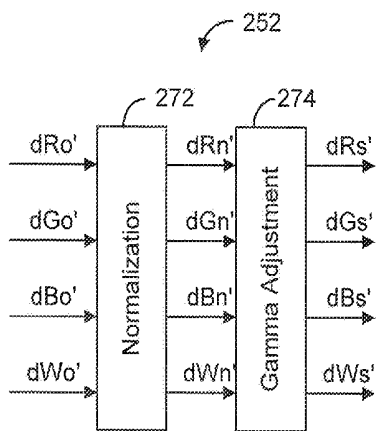 252
272
274
dRo' dRn' dRs'
dGo' dGn' dGs'
dBo' dBn' dBs'
dWo' dWn' dWs'
Normalization
Gamma Adjustment